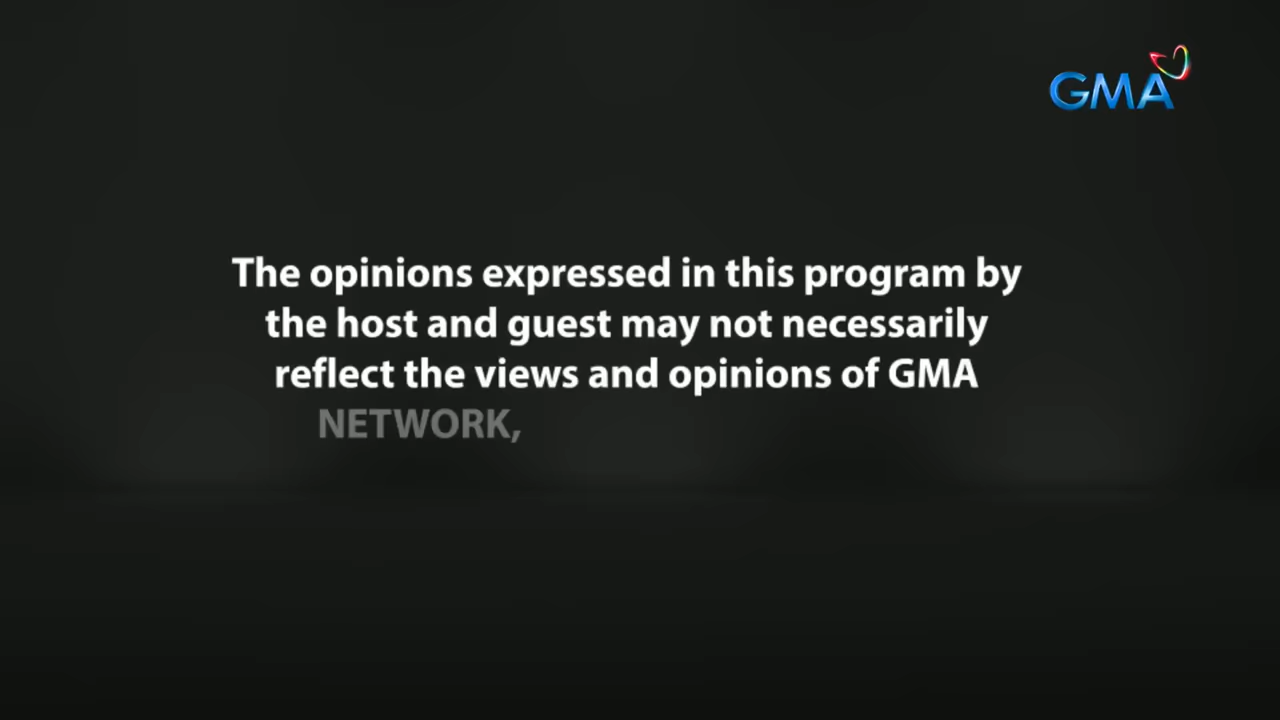 GMA
The opinions expressed in this program by
the host and guest may not necessarily
reflect the views and opinions of GMA
NETWORK,